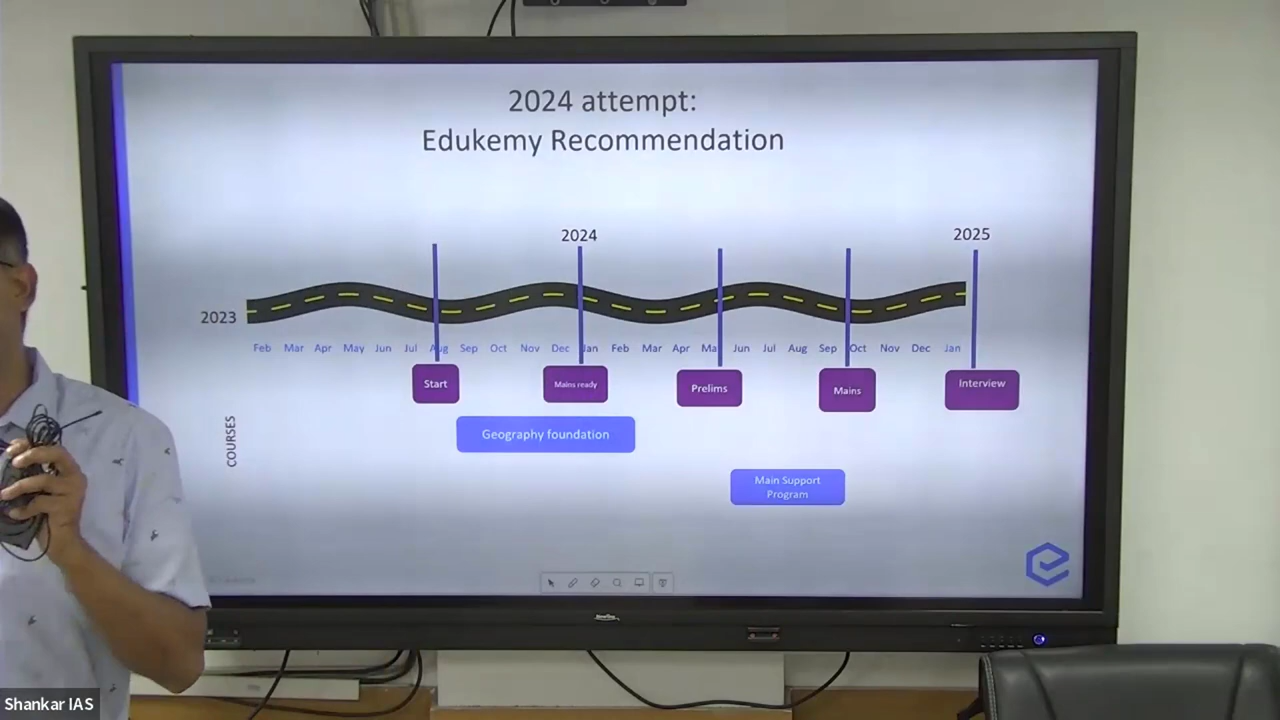 2024 attempt:
Edukemy Recommendation
2024
2025
2023
Feb Mar Apr May Jun Jul Aug Sep Oct Nov Dec Jan Feb Mar Apr Ma Jun Jul Aug Sep Oct Nov Dec Jan
Start
Mains ready
Prelims
Mains
Interview
COURSES
Geography foundation
Main Support
Program
Shankar IAS